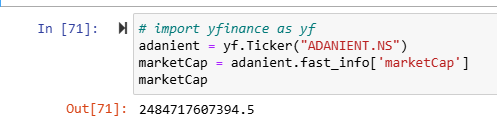 In [71]:
# import yfinance as yf
adanient = yf.Ticker("ADANIENT.NS")
marketCap = adanient.fast_info['marketCap']
marketCap
Out[71]: 2484717607394.5